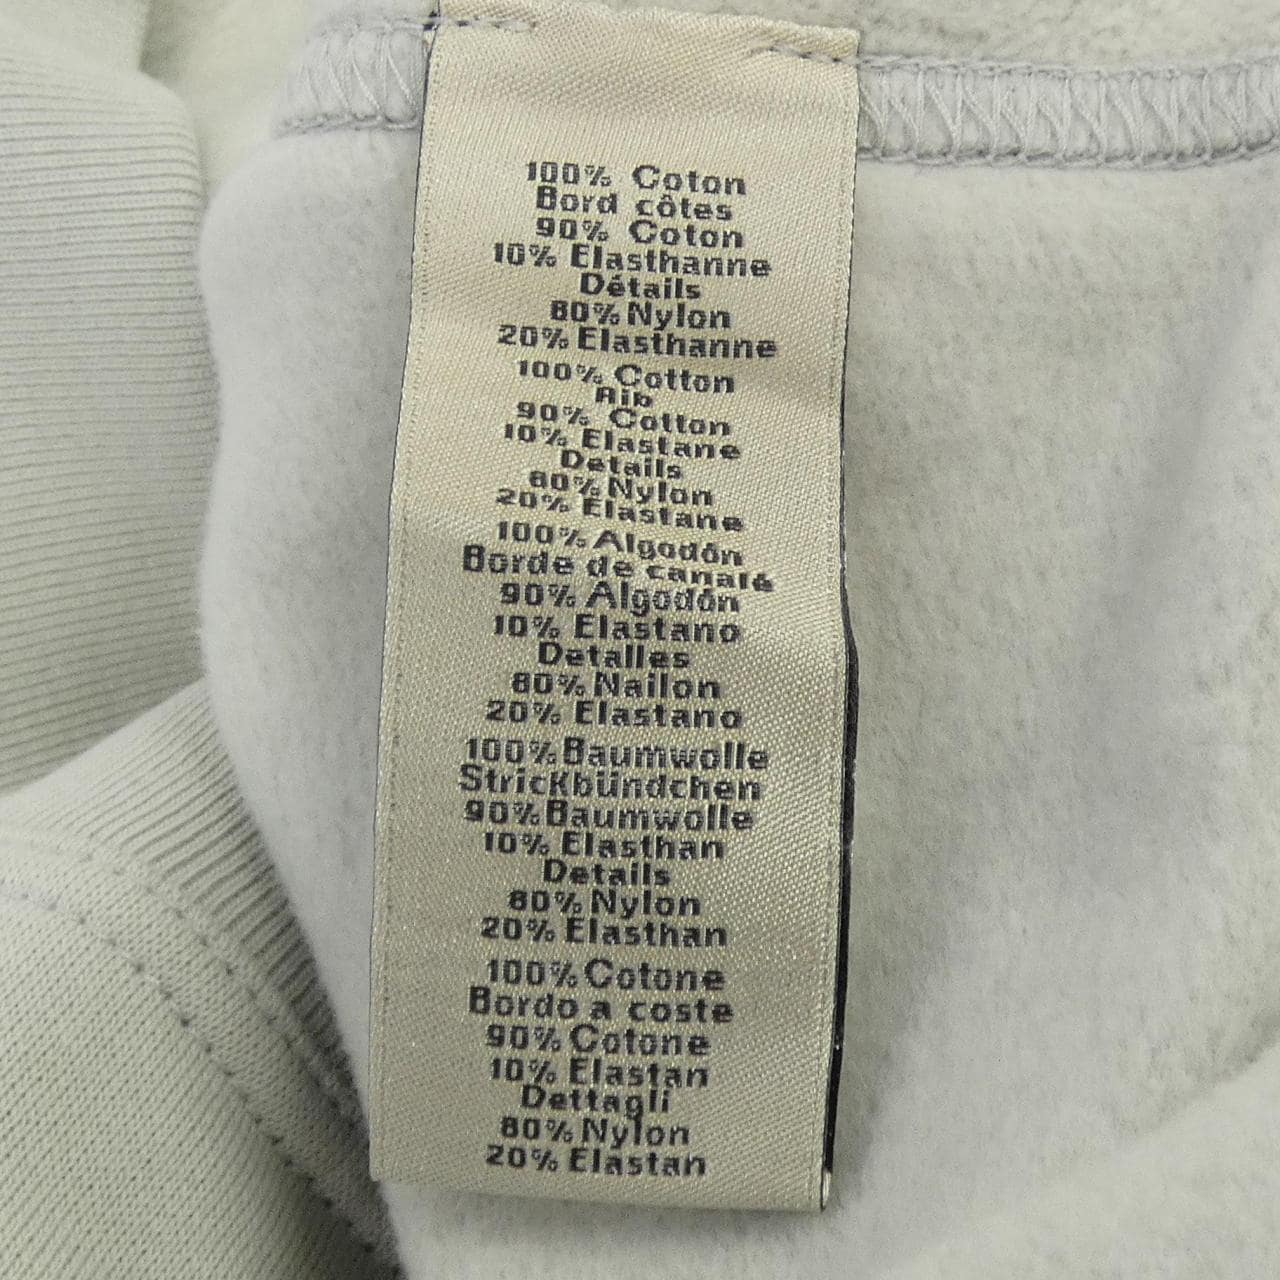 100% Coton
Bord côtes
90% Coton
10% Elasthanne
Détails
80% Nylon
20% Elasthanne
100% Cotton
Rib
90% Cotton
10% Elastane
Details
80% Nylon
20% Elastane
100% Algodón
Borde de canalé
90% Algodón
10% Elastano
Detalles
80% Nailon
20% Elastano
100% Baumwolle
Strickbündchen
90% Baumwolle
10% Elasthan
Details
80% Nylon
20% Elasthan
100% Cotone
Bordo a coste
90% Cotone
10% Elastan
Dettagli
80% Nylon
20% Elastan